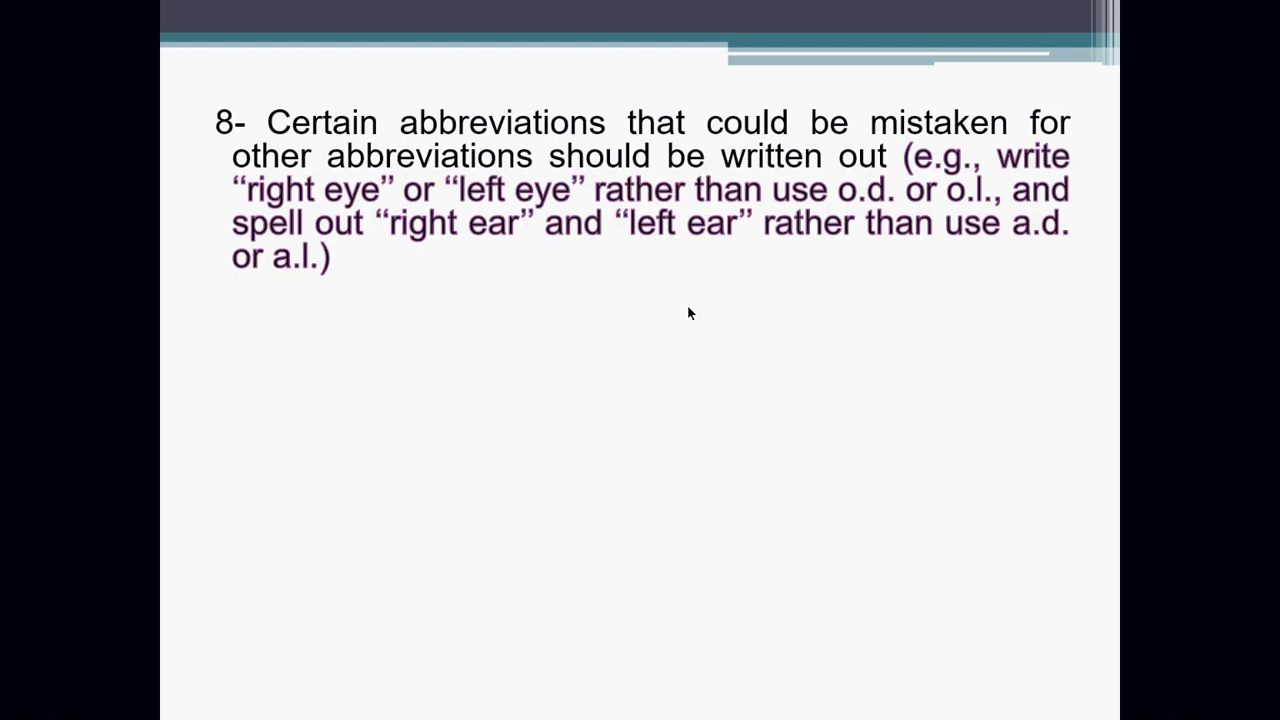 8- Certain abbreviations that could be mistaken for
other abbreviations should be written out (e.g., write
“right eye” or “left eye” rather than use o.d. or o.l., and
spell out “right ear” and “left ear” rather than use a.d.
or a.l.)